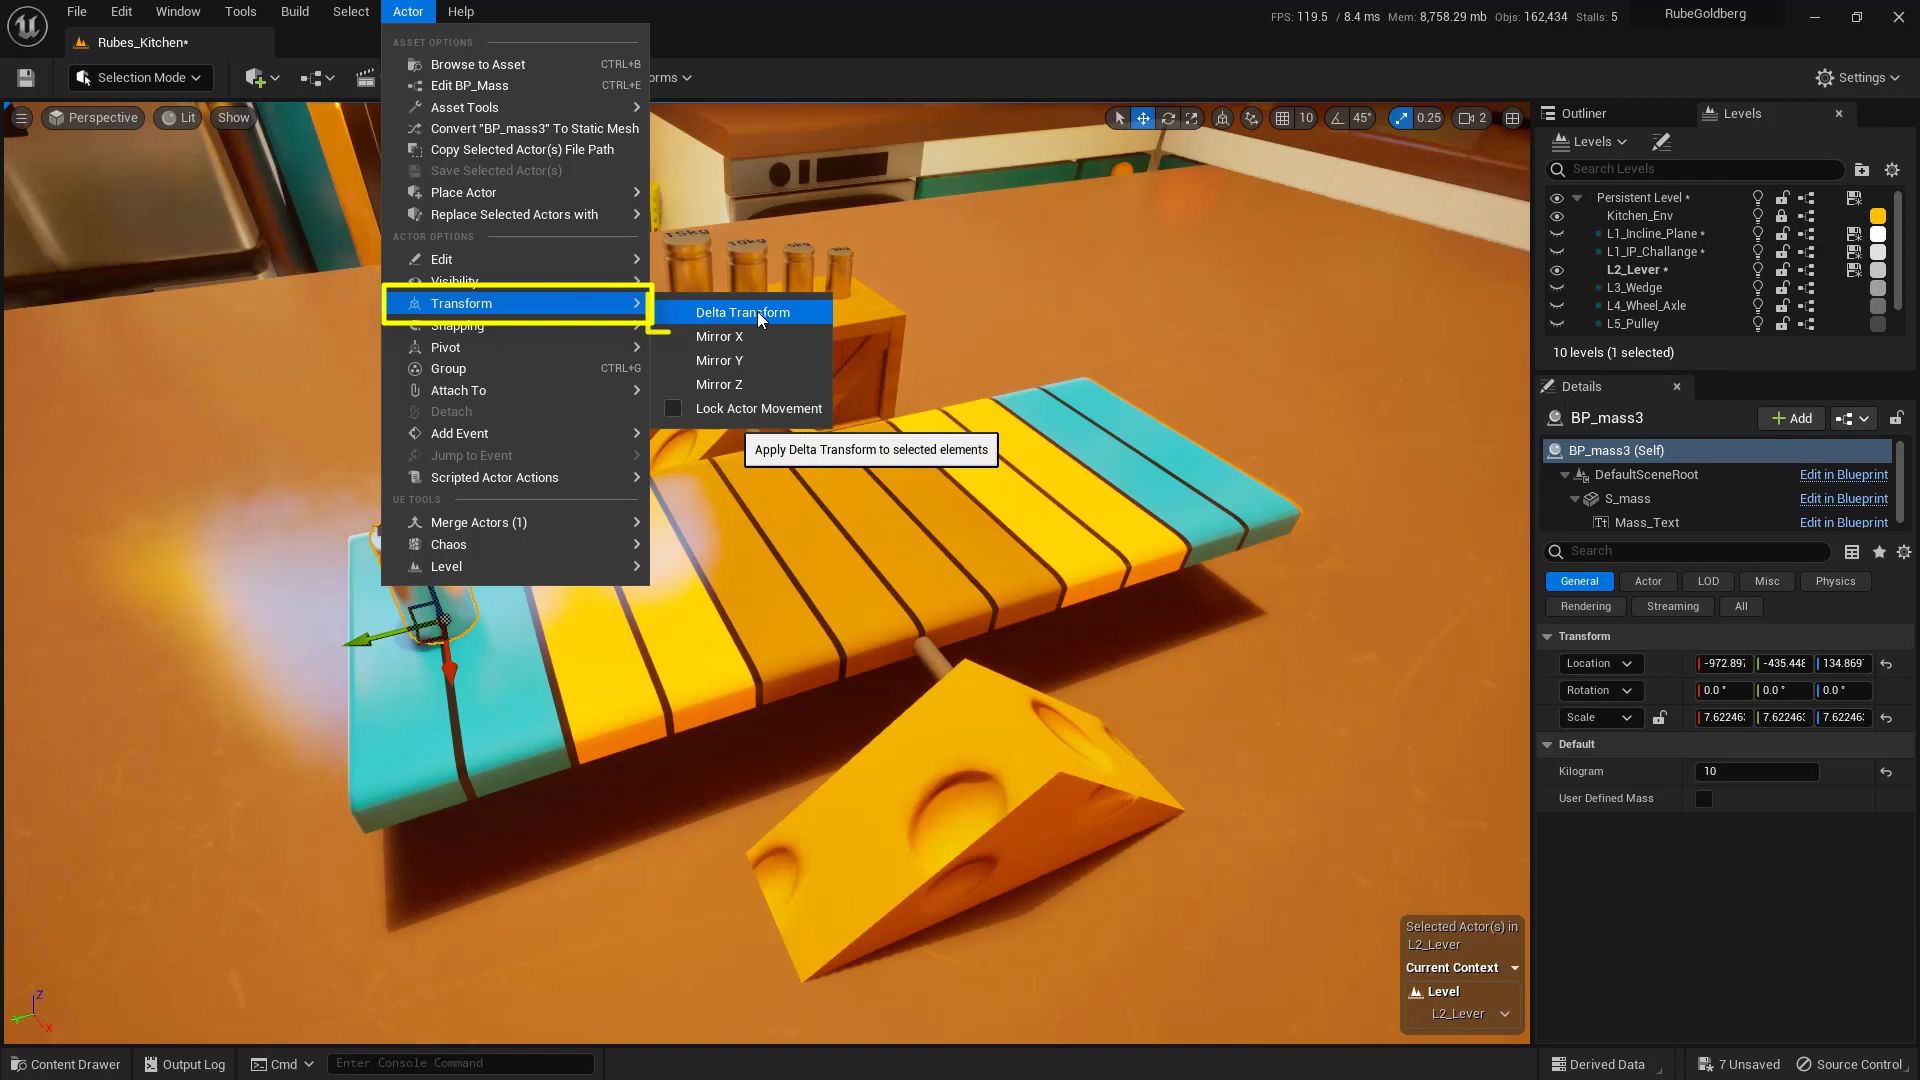 File Edit Window Tools Build Select Actor Help
FPS: 119.5 / 8.4 ms Mem: 8,758.29 mb Objs: 162,434 Stalls: 5
RubeGoldberg
Rubes_Kitchen*
Selection Mode
Settings
Perspective Lit Show
10 45° 0.25 2
ASSET OPTIONS
Browse to Asset CTRL+B
Edit BP_Mass CTRL+E
Asset Tools
Convert "BP_mass3" To Static Mesh
Copy Selected Actor(s) File Path
Save Selected Actor(s)
Place Actor
Replace Selected Actors with
ACTOR OPTIONS
Edit
Visibility
Transform
Snapping
Pivot
Group CTRL+G
Attach To
Detach
Add Event
Jump to Event
Scripted Actor Actions
UE TOOLS
Merge Actors (1)
Chaos
Level
Delta Transform
Mirror X
Mirror Y
Mirror Z
Lock Actor Movement
Apply Delta Transform to selected elements
15kg 10kg 5kg
Outliner Levels
Levels
Search Levels
Persistent Level *
Kitchen_Env
L1_Incline_Plane *
L1_IP_Challange *
L2_Lever *
L3_Wedge
L4_Wheel_Axle
L5_Pulley
10 levels (1 selected)
Details
BP_mass3 Add
BP_mass3 (Self)
DefaultSceneRoot Edit in Blueprint
S_mass Edit in Blueprint
Mass_Text Edit in Blueprint
Search
General Actor LOD Misc Physics
Rendering Streaming All
Transform
Location -972.897 -435.448 134.869
Rotation 0.0 ° 0.0 ° 0.0 °
Scale 7.62246 7.62246 7.62246
Default
Kilogram 10
User Defined Mass
Selected Actor(s) in
L2_Lever
Current Context
Level
L2_Lever
Z
Y
X
Content Drawer Output Log Cmd Enter Console Command
Derived Data 7 Unsaved Source Control